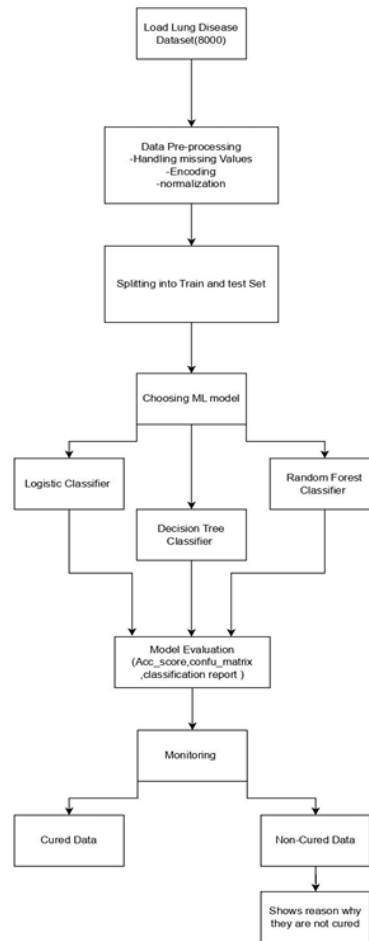 Load Lung Disease
Dataset(8000)
Data Pre-processing
-Handling missing Values
-Encoding
-normalization
Splitting into Train and test Set
Choosing ML model
Logistic Classifier
Decision Tree
Classifier
Random Forest
Classifier
Model Evaluation
(Acc_score,confu_matrix
,classification report )
Monitoring
Cured Data
Non-Cured Data
Shows reason why
they are not cured